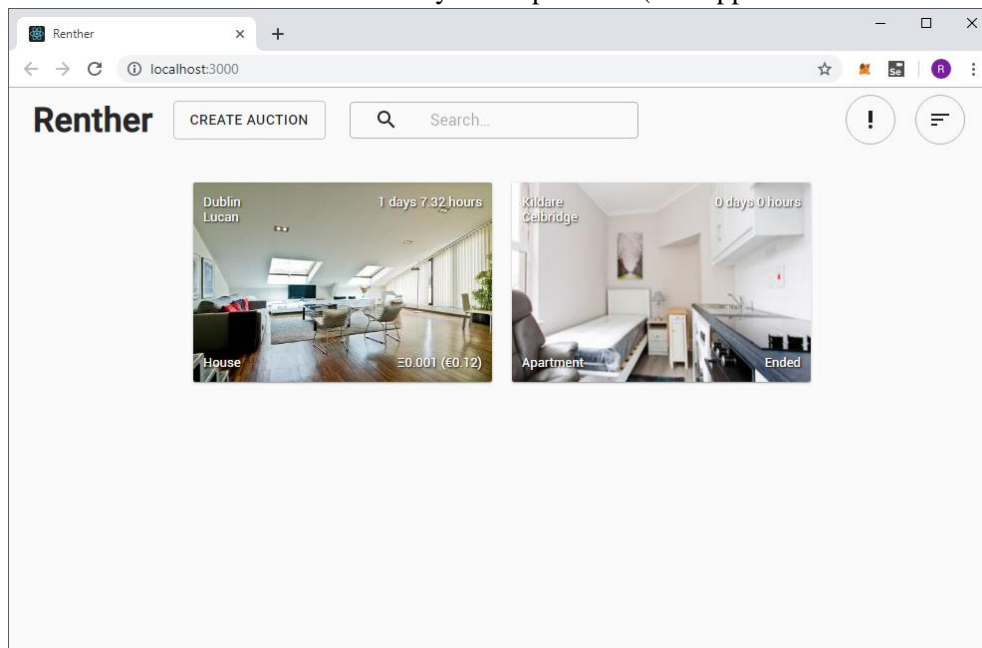 Renther
localhost:3000
Se
R
Renther
CREATE AUCTION
Search...
!
Dublin
Lucan
1 days 7.32 hours
House
Ξ0.001 (€0.12)
Kildare
Celbridge
0 days 0 hours
Apartment
Ended